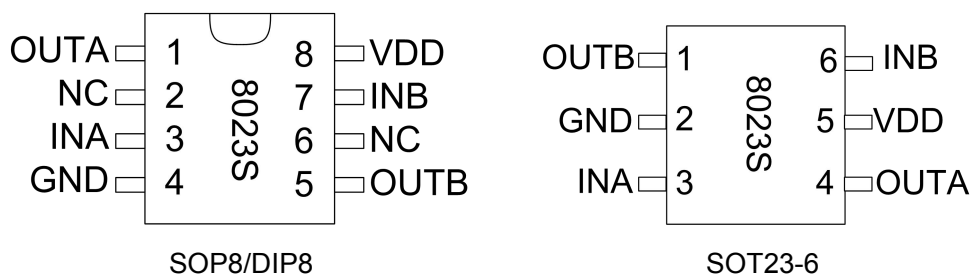 OUTA 1 8 VDD
NC 2 7 INB
INA 3 6 NC
GND 4 5 OUTB
8023S
SOP8/DIP8
OUTB 1 6 INB
GND 2 5 VDD
INA 3 4 OUTA
8023S
SOT23-6